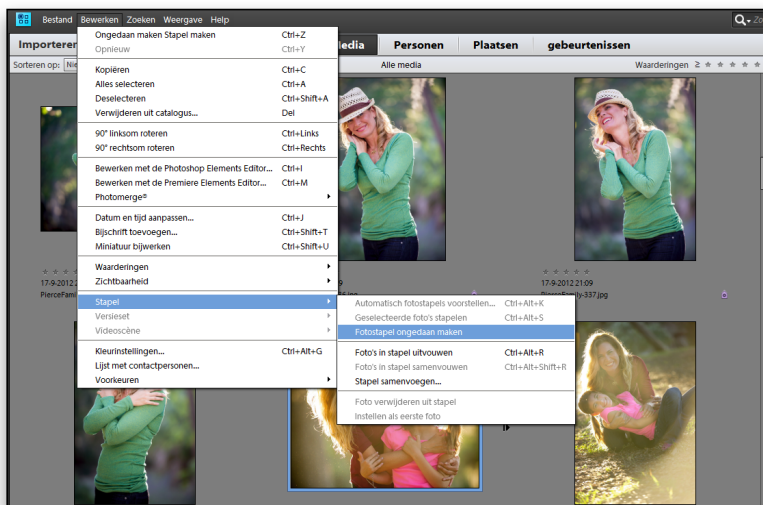 Bestand Bewerken Zoeken Weergave Help
Importeren Media Personen Plaatsen gebeurtenissen
Sorteren op: Alle media Waarderingen ≥
Ongedaan maken Stapel maken Ctrl+Z
Opnieuw Ctrl+Y
Kopiëren Ctrl+C
Alles selecteren Ctrl+A
Deselecteren Ctrl+Shift+A
Verwijderen uit catalogus... Del
90° linksom roteren Ctrl+Links
90° rechtsom roteren Ctrl+Rechts
Bewerken met de Photoshop Elements Editor... Ctrl+I
Bewerken met de Premiere Elements Editor... Ctrl+M
Photomerge®
Datum en tijd aanpassen... Ctrl+J
Bijschrift toevoegen... Ctrl+Shift+T
Miniatuur bijwerken Ctrl+Shift+U
Waarderingen
Zichtbaarheid
Stapel
Versieset
Videoscène
Kleurinstellingen... Ctrl+Alt+G
Lijst met contactpersonen...
Voorkeuren
Automatisch fotostapels voorstellen... Ctrl+Alt+K
Geselecteerde foto's stapelen Ctrl+Alt+S
Fotostapel ongedaan maken
Foto's in stapel uitvouwen Ctrl+Alt+R
Foto's in stapel samenvouwen Ctrl+Alt+Shift+R
Stapel samenvoegen...
Foto verwijderen uit stapel
Instellen als eerste foto
17-9-2012 17-9-2012 21:09
PierceFamily-337.jpg